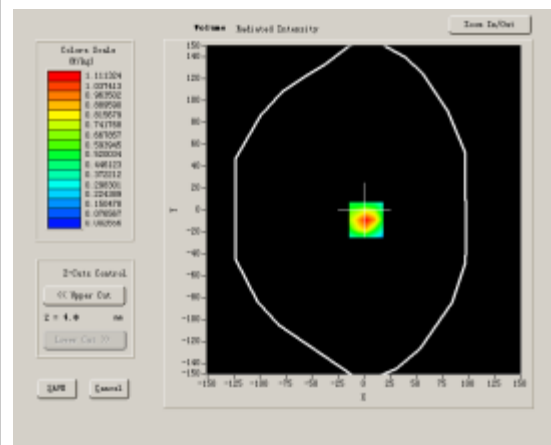 Volume Radiated Intensity
Zoom In/Out
Colors Scale
(W/kg)
1.111324
1.037413
0.963502
0.889590
0.815679
0.741768
0.667857
0.593945
0.520034
0.446123
0.372212
0.298301
0.224389
0.150478
0.076567
0.002656
Z-Cuts Control
<< Upper Cut
Z = 4.0 mm
Lower Cut >>
SAVE
Cancel
150
140
120
100
80
60
40
20
0
-20
-40
-60
-80
-100
-120
-140
-150
Y
-150 -125 -100 -75 -50 -25 0 25 50 75 100 125 150
X